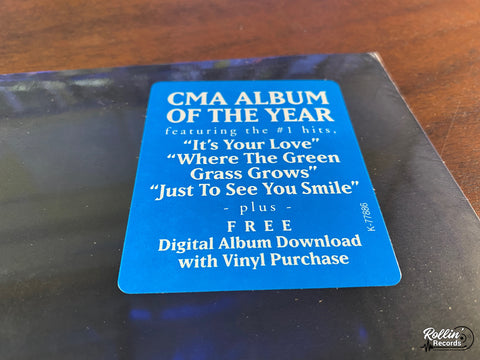 CMA ALBUM
OF THE YEAR
featuring the #1 hits,
“It's Your Love”
“Where The Green
Grass Grows”
“Just To See You Smile”
- plus -
FREE
Digital Album Download
with Vinyl Purchase
K-77886
Rollin'
Records